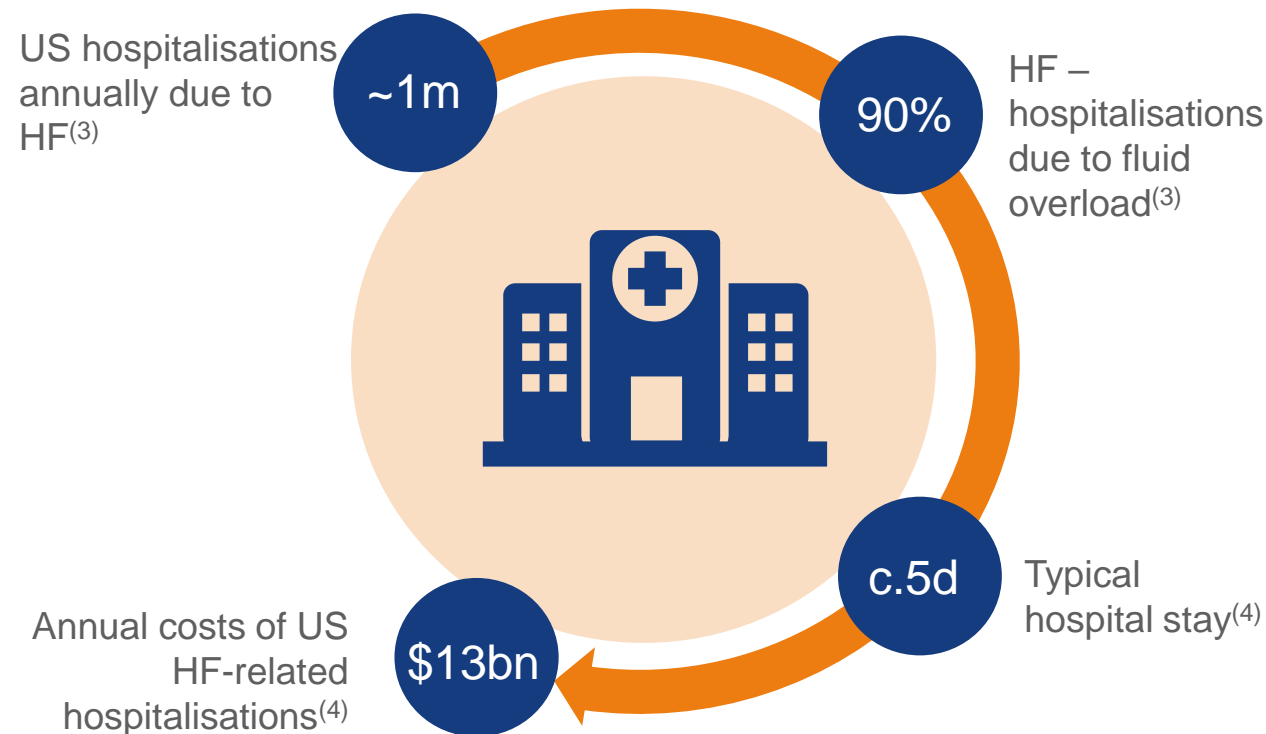 US hospitalisations
annually due to
HF(3)
~1m
90%
HF –
hospitalisations
due to fluid
overload(3)
c.5d
Typical
hospital stay(4)
$13bn
Annual costs of US
HF-related
hospitalisations(4)